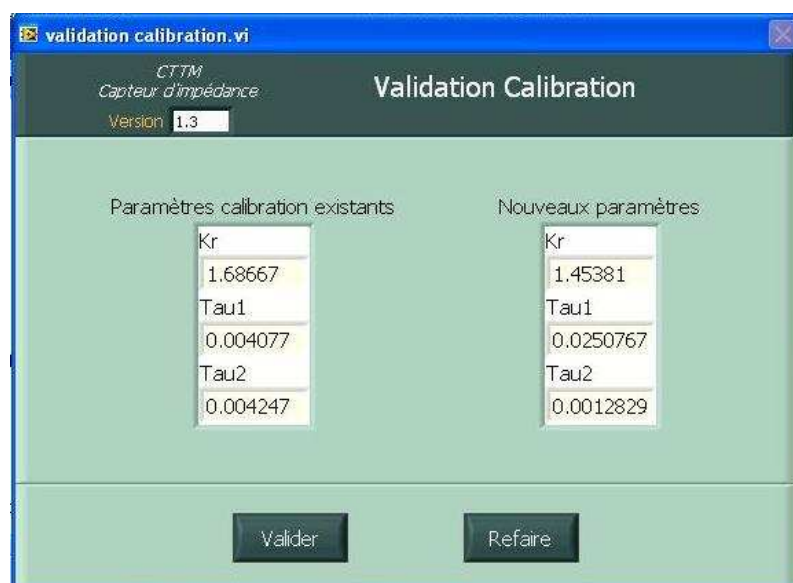 validation calibration.vi
CTTM
Capteur d'impédance
Version 1.3
Validation Calibration
Paramètres calibration existants
Kr
1.68667
Tau1
0.004077
Tau2
0.004247
Nouveaux paramètres
Kr
1.45381
Tau1
0.0250767
Tau2
0.0012829
Valider
Refaire